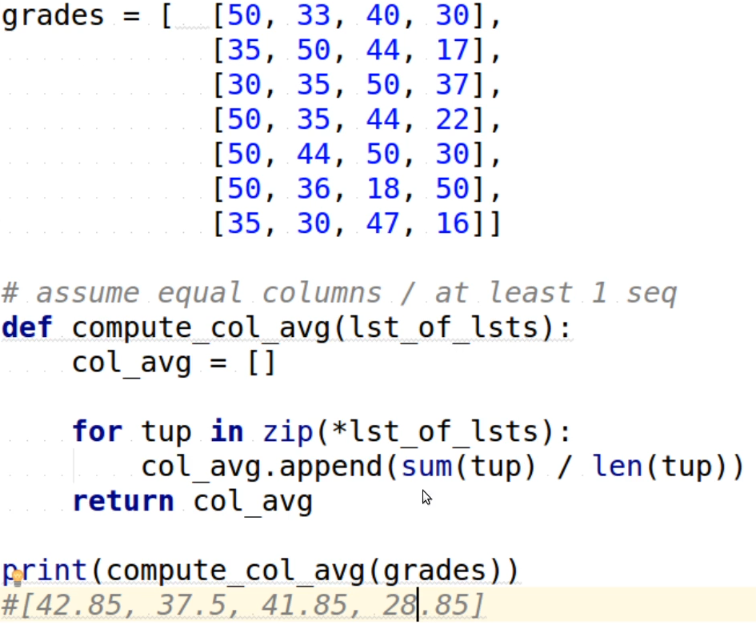 grades = [  [50, 33, 40, 30],
            [35, 50, 44, 17],
            [30, 35, 50, 37],
            [50, 35, 44, 22],
            [50, 44, 50, 30],
            [50, 36, 18, 50],
            [35, 30, 47, 16]]
# assume equal columns / at least 1 seq
def compute_col_avg(lst_of_lsts):
    col_avg = []
    for tup in zip(*lst_of_lsts):
        col_avg.append(sum(tup) / len(tup))
    return col_avg
print(compute_col_avg(grades))
#[42.85, 37.5, 41.85, 28.85]